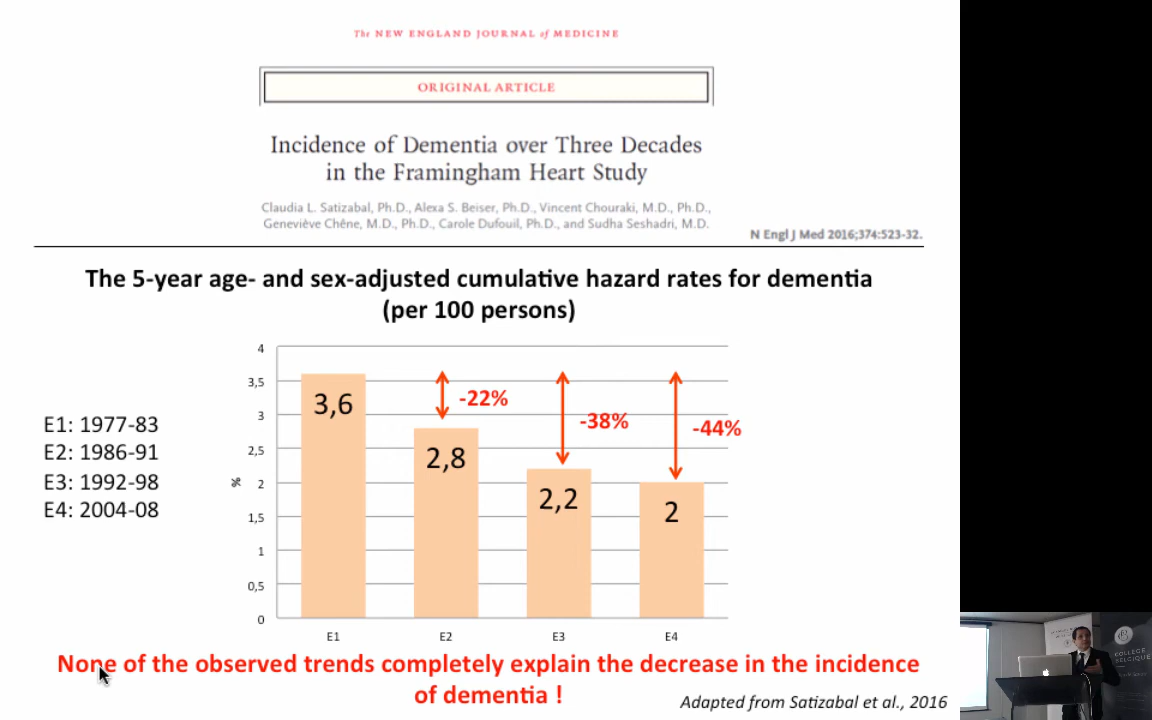 The NEW ENGLAND JOURNAL of MEDICINE
ORIGINAL ARTICLE
Incidence of Dementia over Three Decades
in the Framingham Heart Study
Claudia L. Satizabal, Ph.D., Alexa S. Beiser, Ph.D., Vincent Chouraki, M.D., Ph.D.,
Geneviève Chêne, M.D., Ph.D., Carole Dufouil, Ph.D., and Sudha Seshadri, M.D.
N Engl J Med 2016;374:523-32.
The 5-year age- and sex-adjusted cumulative hazard rates for dementia
(per 100 persons)
E1: 1977-83
E2: 1986-91
E3: 1992-98
E4: 2004-08
%
4
3,5
3
2,5
2
1,5
1
0,5
0
3,6
2,8
2,2
2
-22%
-38%
-44%
E1 E2 E3 E4
None of the observed trends completely explain the decrease in the incidence
of dementia !
Adapted from Satizabal et al., 2016